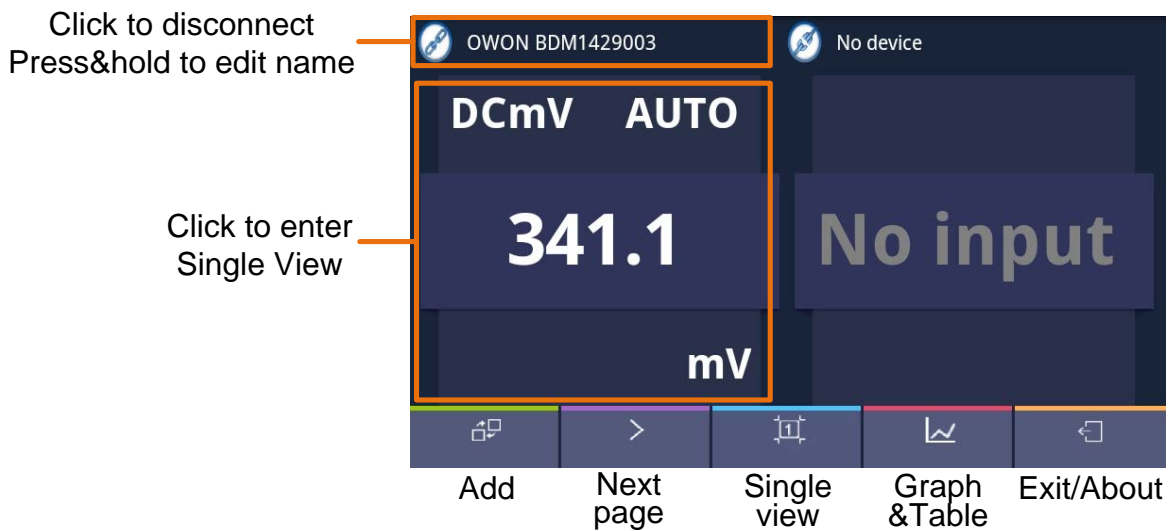 Click to disconnect
Press&hold to edit name
OWON BDM1429003
No device
DCmV AUTO
Click to enter
Single View
341.1
No input
mV
1
Add
Next
page
Single
view
Graph
&Table
Exit/About